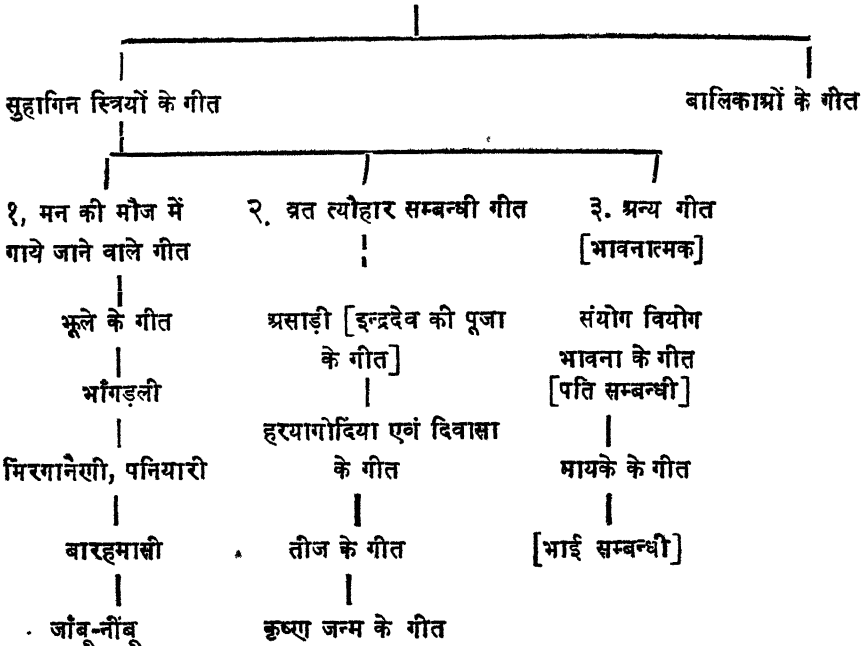 सुहागिन स्त्रियों के गीत बालिकाओं के गीत
१, मन की मौज में २. व्रत त्यौहार सम्बन्धी गीत ३. अन्य गीत
गाये जाने वाले गीत [भावनात्मक]
झूले के गीत असाड़ी [इन्द्रदेव की पूजा संयोग वियोग
के गीत] भावना के गीत
भाँगड़ली [पति सम्बन्धी]
हरयागोदिया एवं दिवासा
मिरगानैणी, पनियारी के गीत मायके के गीत
बारहमासी तीज के गीत [भाई सम्बन्धी]
जाँबू-नींबू कृष्ण जन्म के गीत